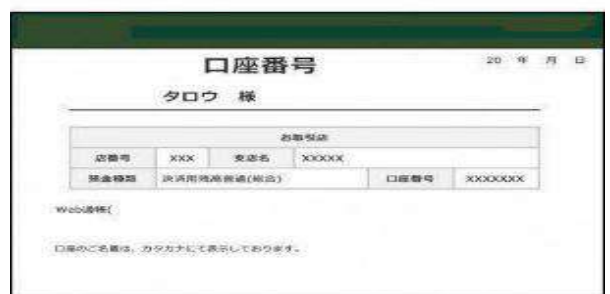 口座番号
20 年 月 日
タロウ 様
お取引店
店番号 XXX 支店名 XXXXX
預金種類 決済用残高普通(総合) 口座番号 XXXXXXX
Web通帳(
口座のご名義は、カタカナにて表示しております。